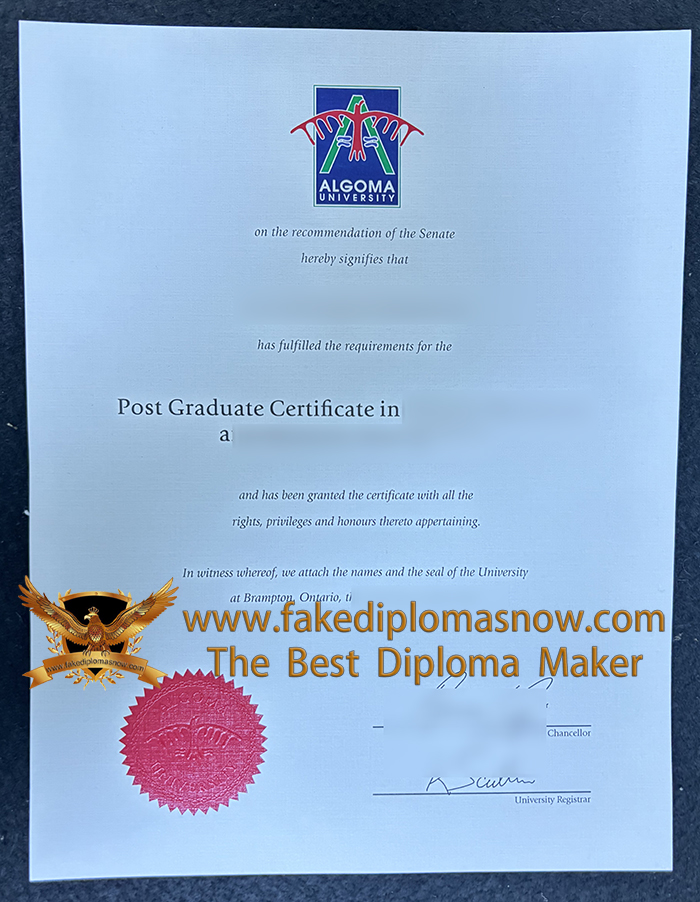 ALGOMA
UNIVERSITY
on the recommendation of the Senate
hereby signifies that
has fulfilled the requirements for the
Post Graduate Certificate in
a
and has been granted the certificate with all the
rights, privileges and honours thereto appertaining.
In witness whereof, we attach the names and the seal of the University
at Brampton, Ontario,
www.fakediplomasnow.com
www.fakediplomasnow.com
The Best Diploma Maker
Chancellor
University Registrar